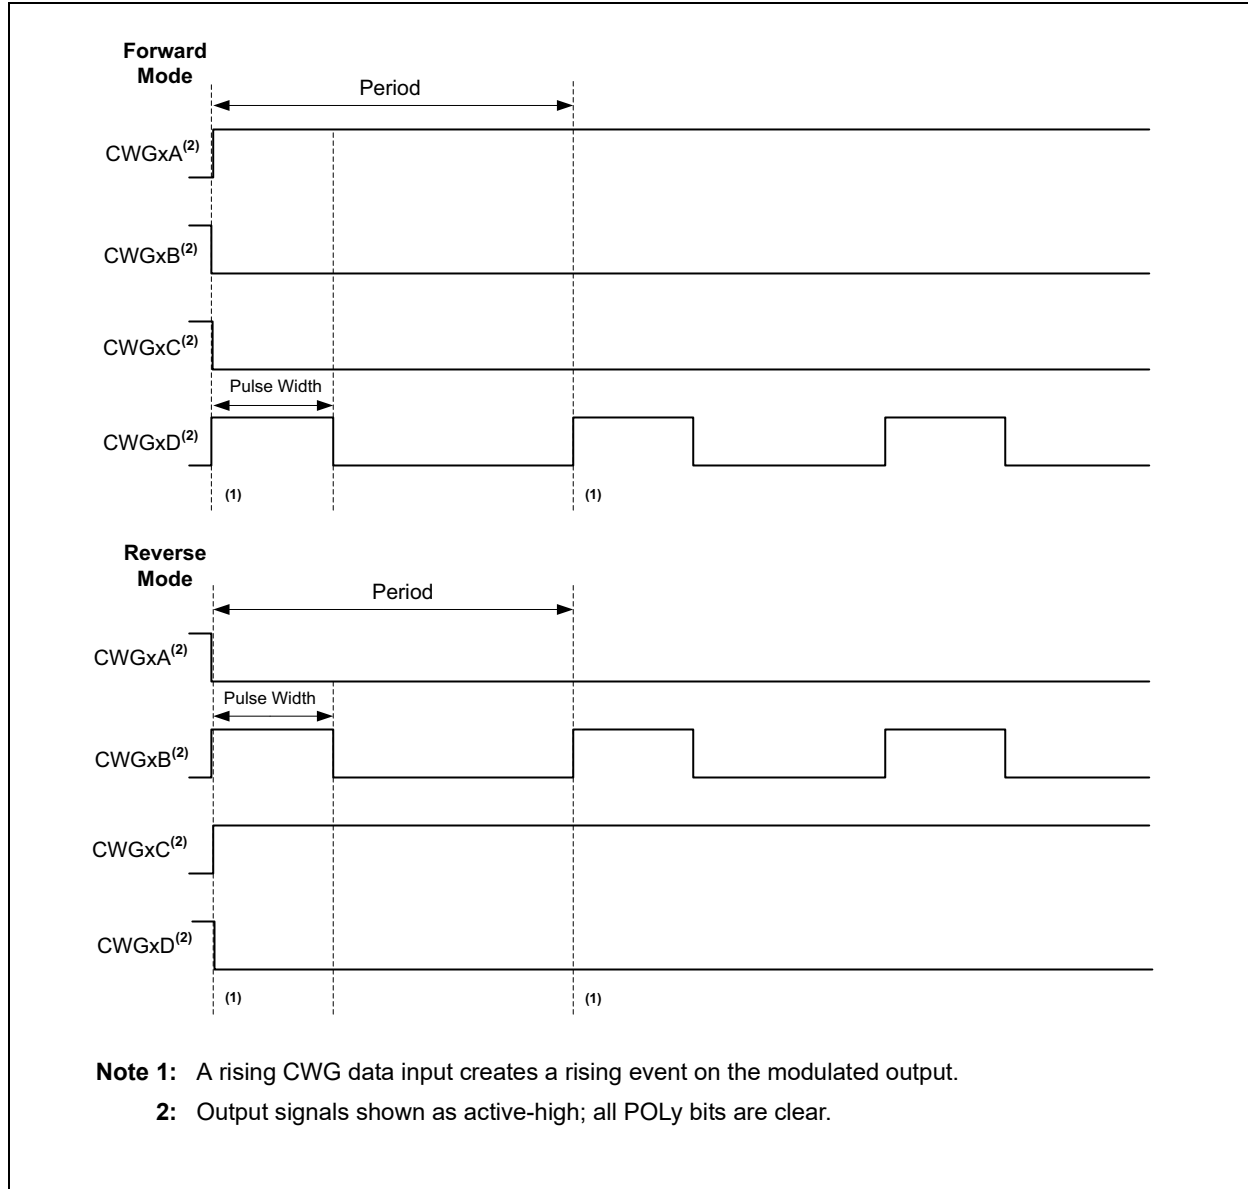 Forward
Mode
Period
CWGxA(2)
CWGxB(2)
CWGxC(2)
Pulse Width
CWGxD(2)
(1)
(1)
Reverse
Mode
Period
CWGxA(2)
Pulse Width
CWGxB(2)
CWGxC(2)
CWGxD(2)
(1)
(1)
Note 1: A rising CWG data input creates a rising event on the modulated output.
2: Output signals shown as active-high; all POLy bits are clear.